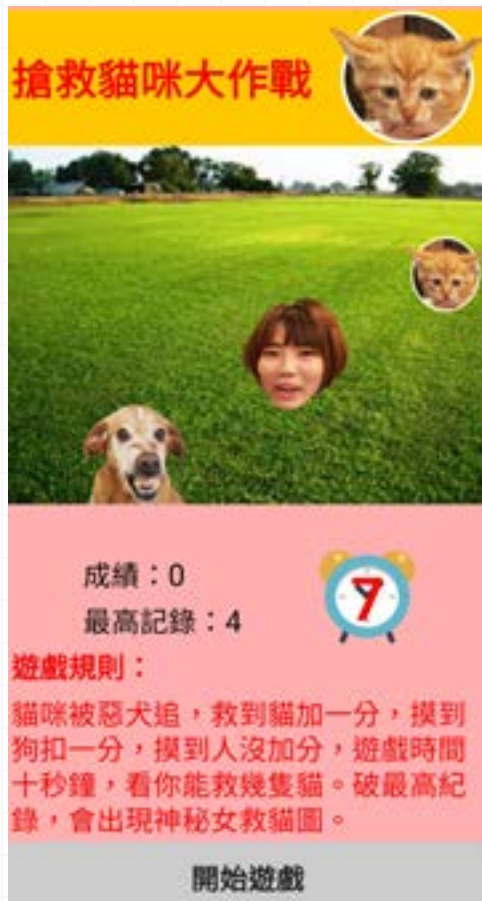 搶救貓咪大作戰
成績：0
7
最高記錄：4
遊戲規則：
貓咪被惡犬追，救到貓加一分，摸到
狗扣一分，摸到人沒加分，遊戲時間
十秒鐘，看你能救幾隻貓。破最高紀
錄，會出現神秘女救貓圖。
開始遊戲